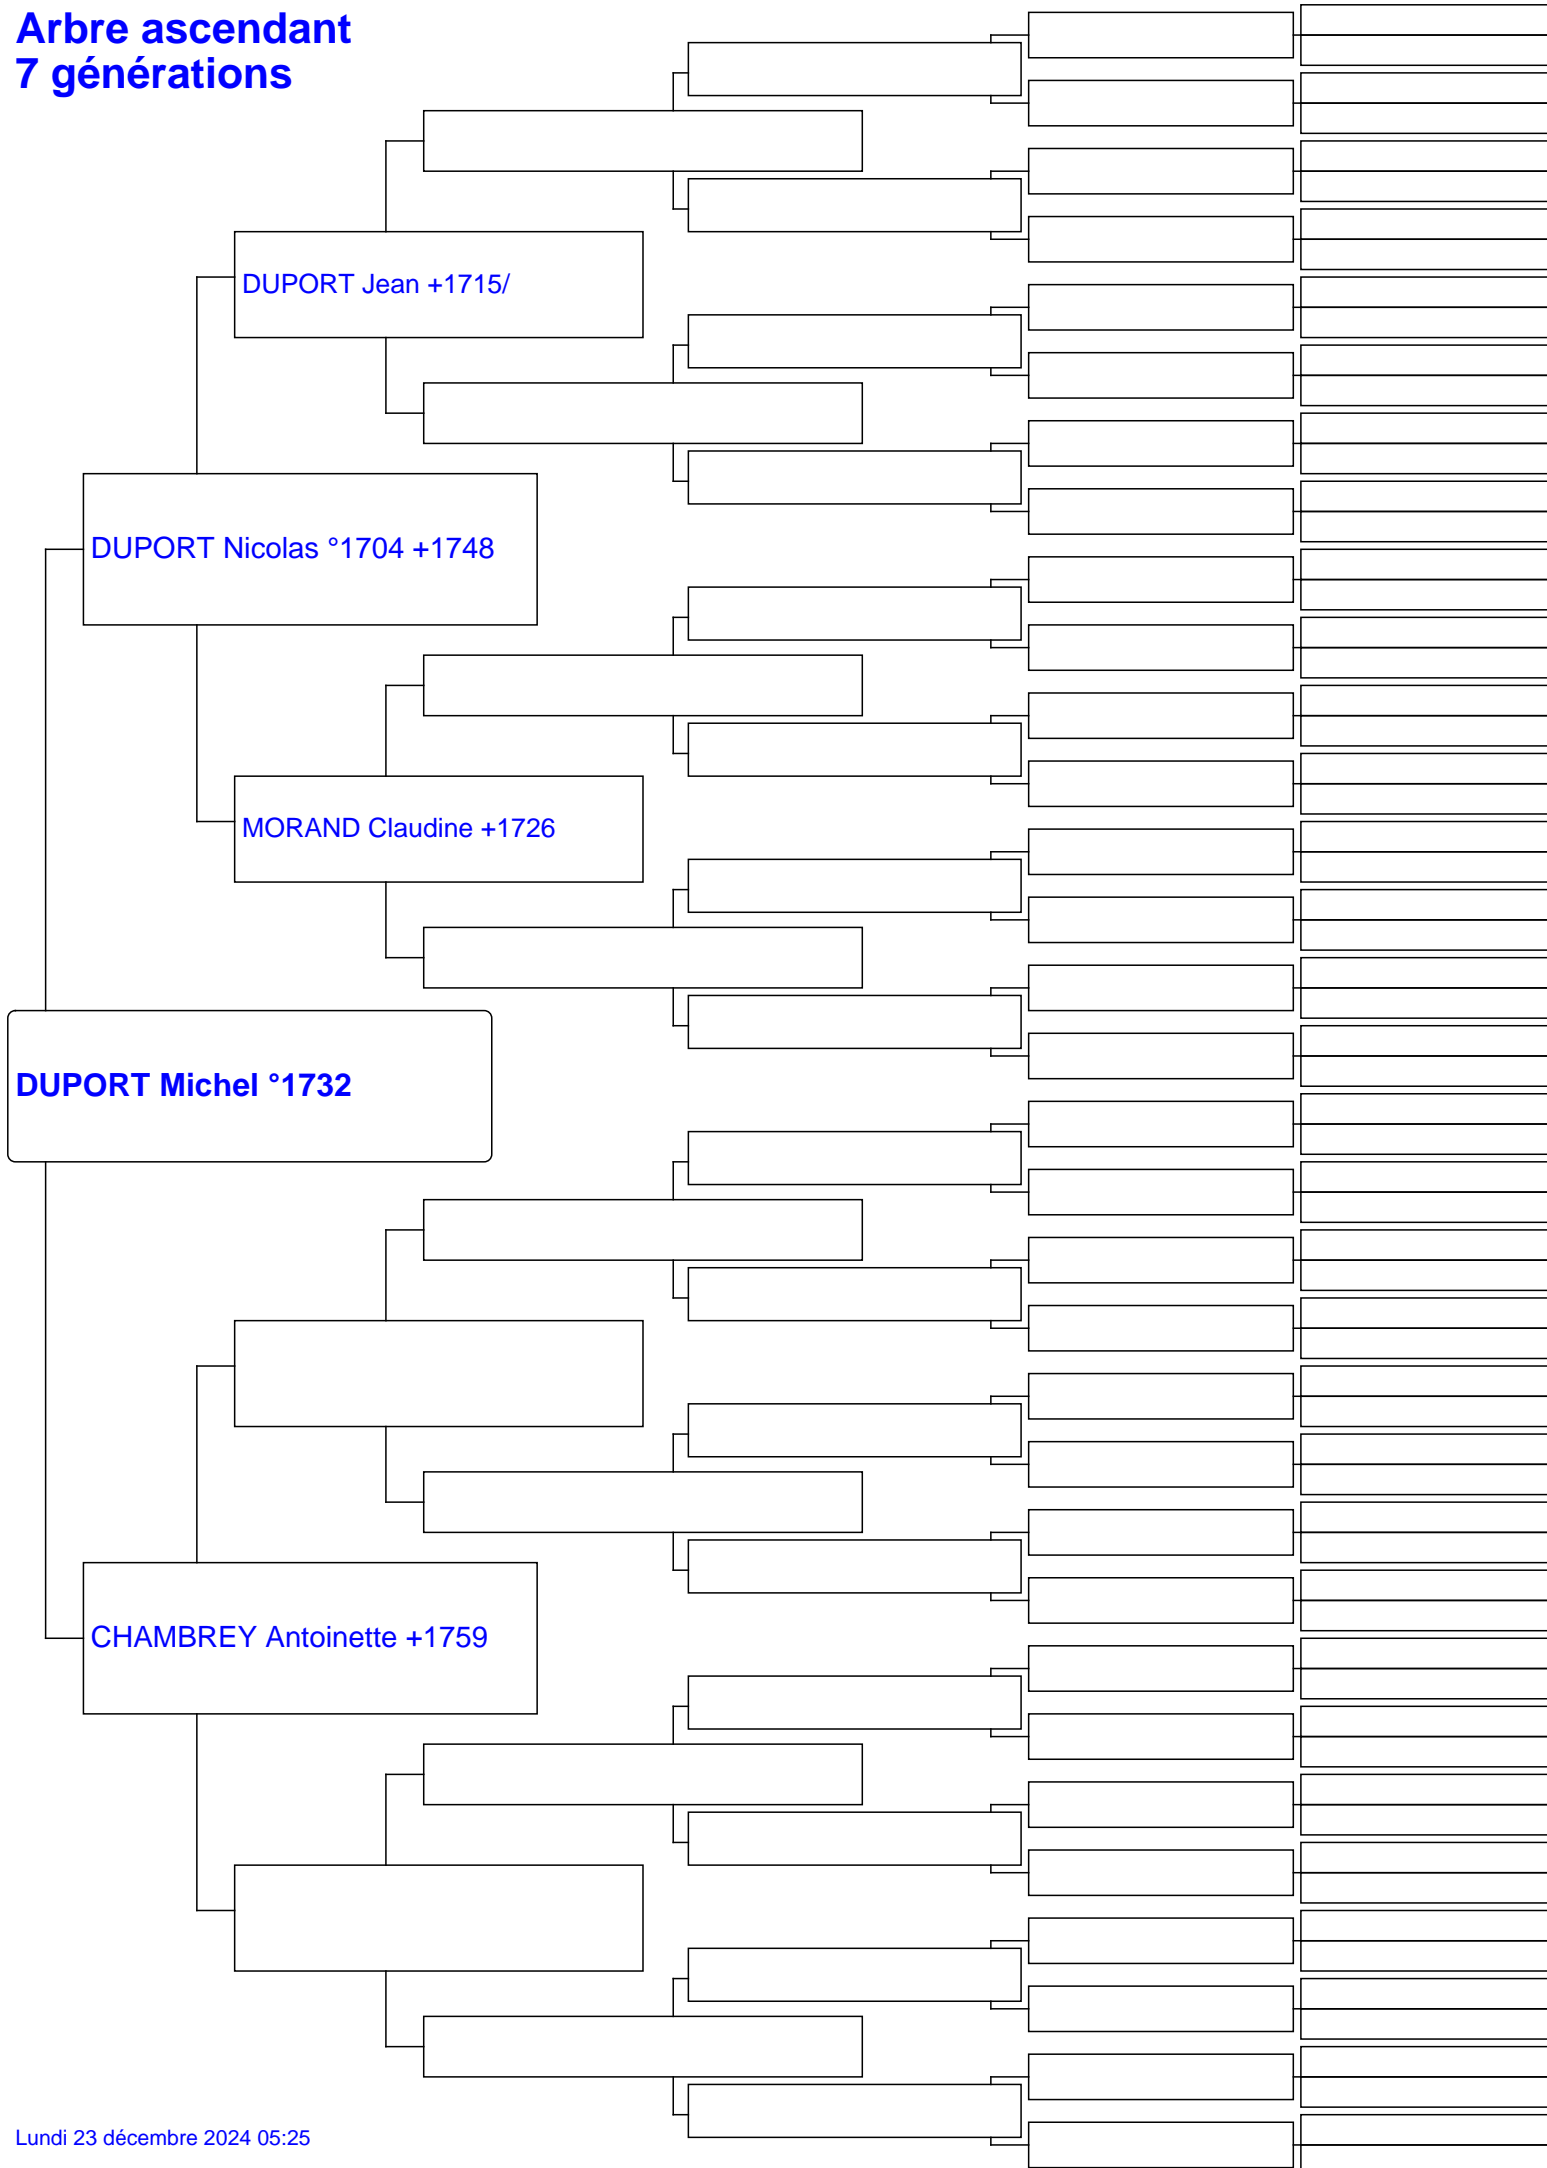 Arbre ascendant
7 générations
DUPORT Jean +1715/
DUPORT Nicolas °1704 +1748
MORAND Claudine +1726
DUPORT Michel °1732
CHAMBREY Antoinette +1759
Lundi 23 décembre 2024 05:25